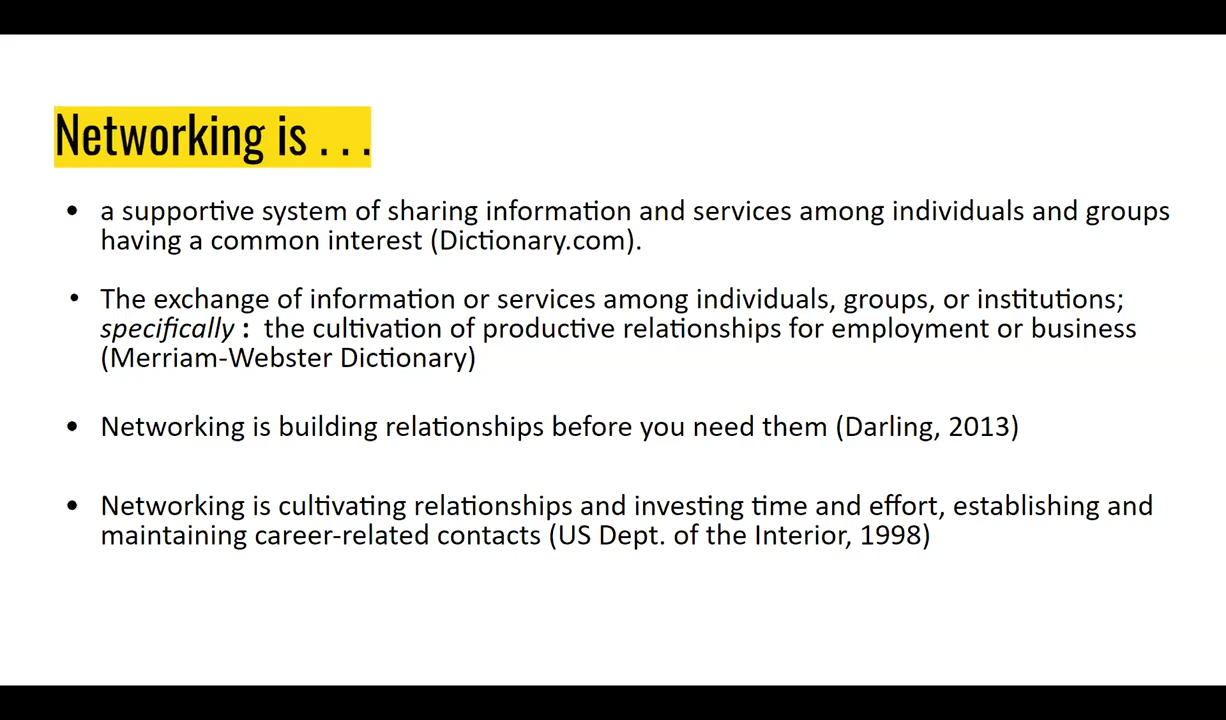 Networking is . . .
• a supportive system of sharing information and services among individuals and groups
having a common interest (Dictionary.com).
• The exchange of information or services among individuals, groups, or institutions;
specifically : the cultivation of productive relationships for employment or business
(Merriam-Webster Dictionary)
• Networking is building relationships before you need them (Darling, 2013)
• Networking is cultivating relationships and investing time and effort, establishing and
maintaining career-related contacts (US Dept. of the Interior, 1998)